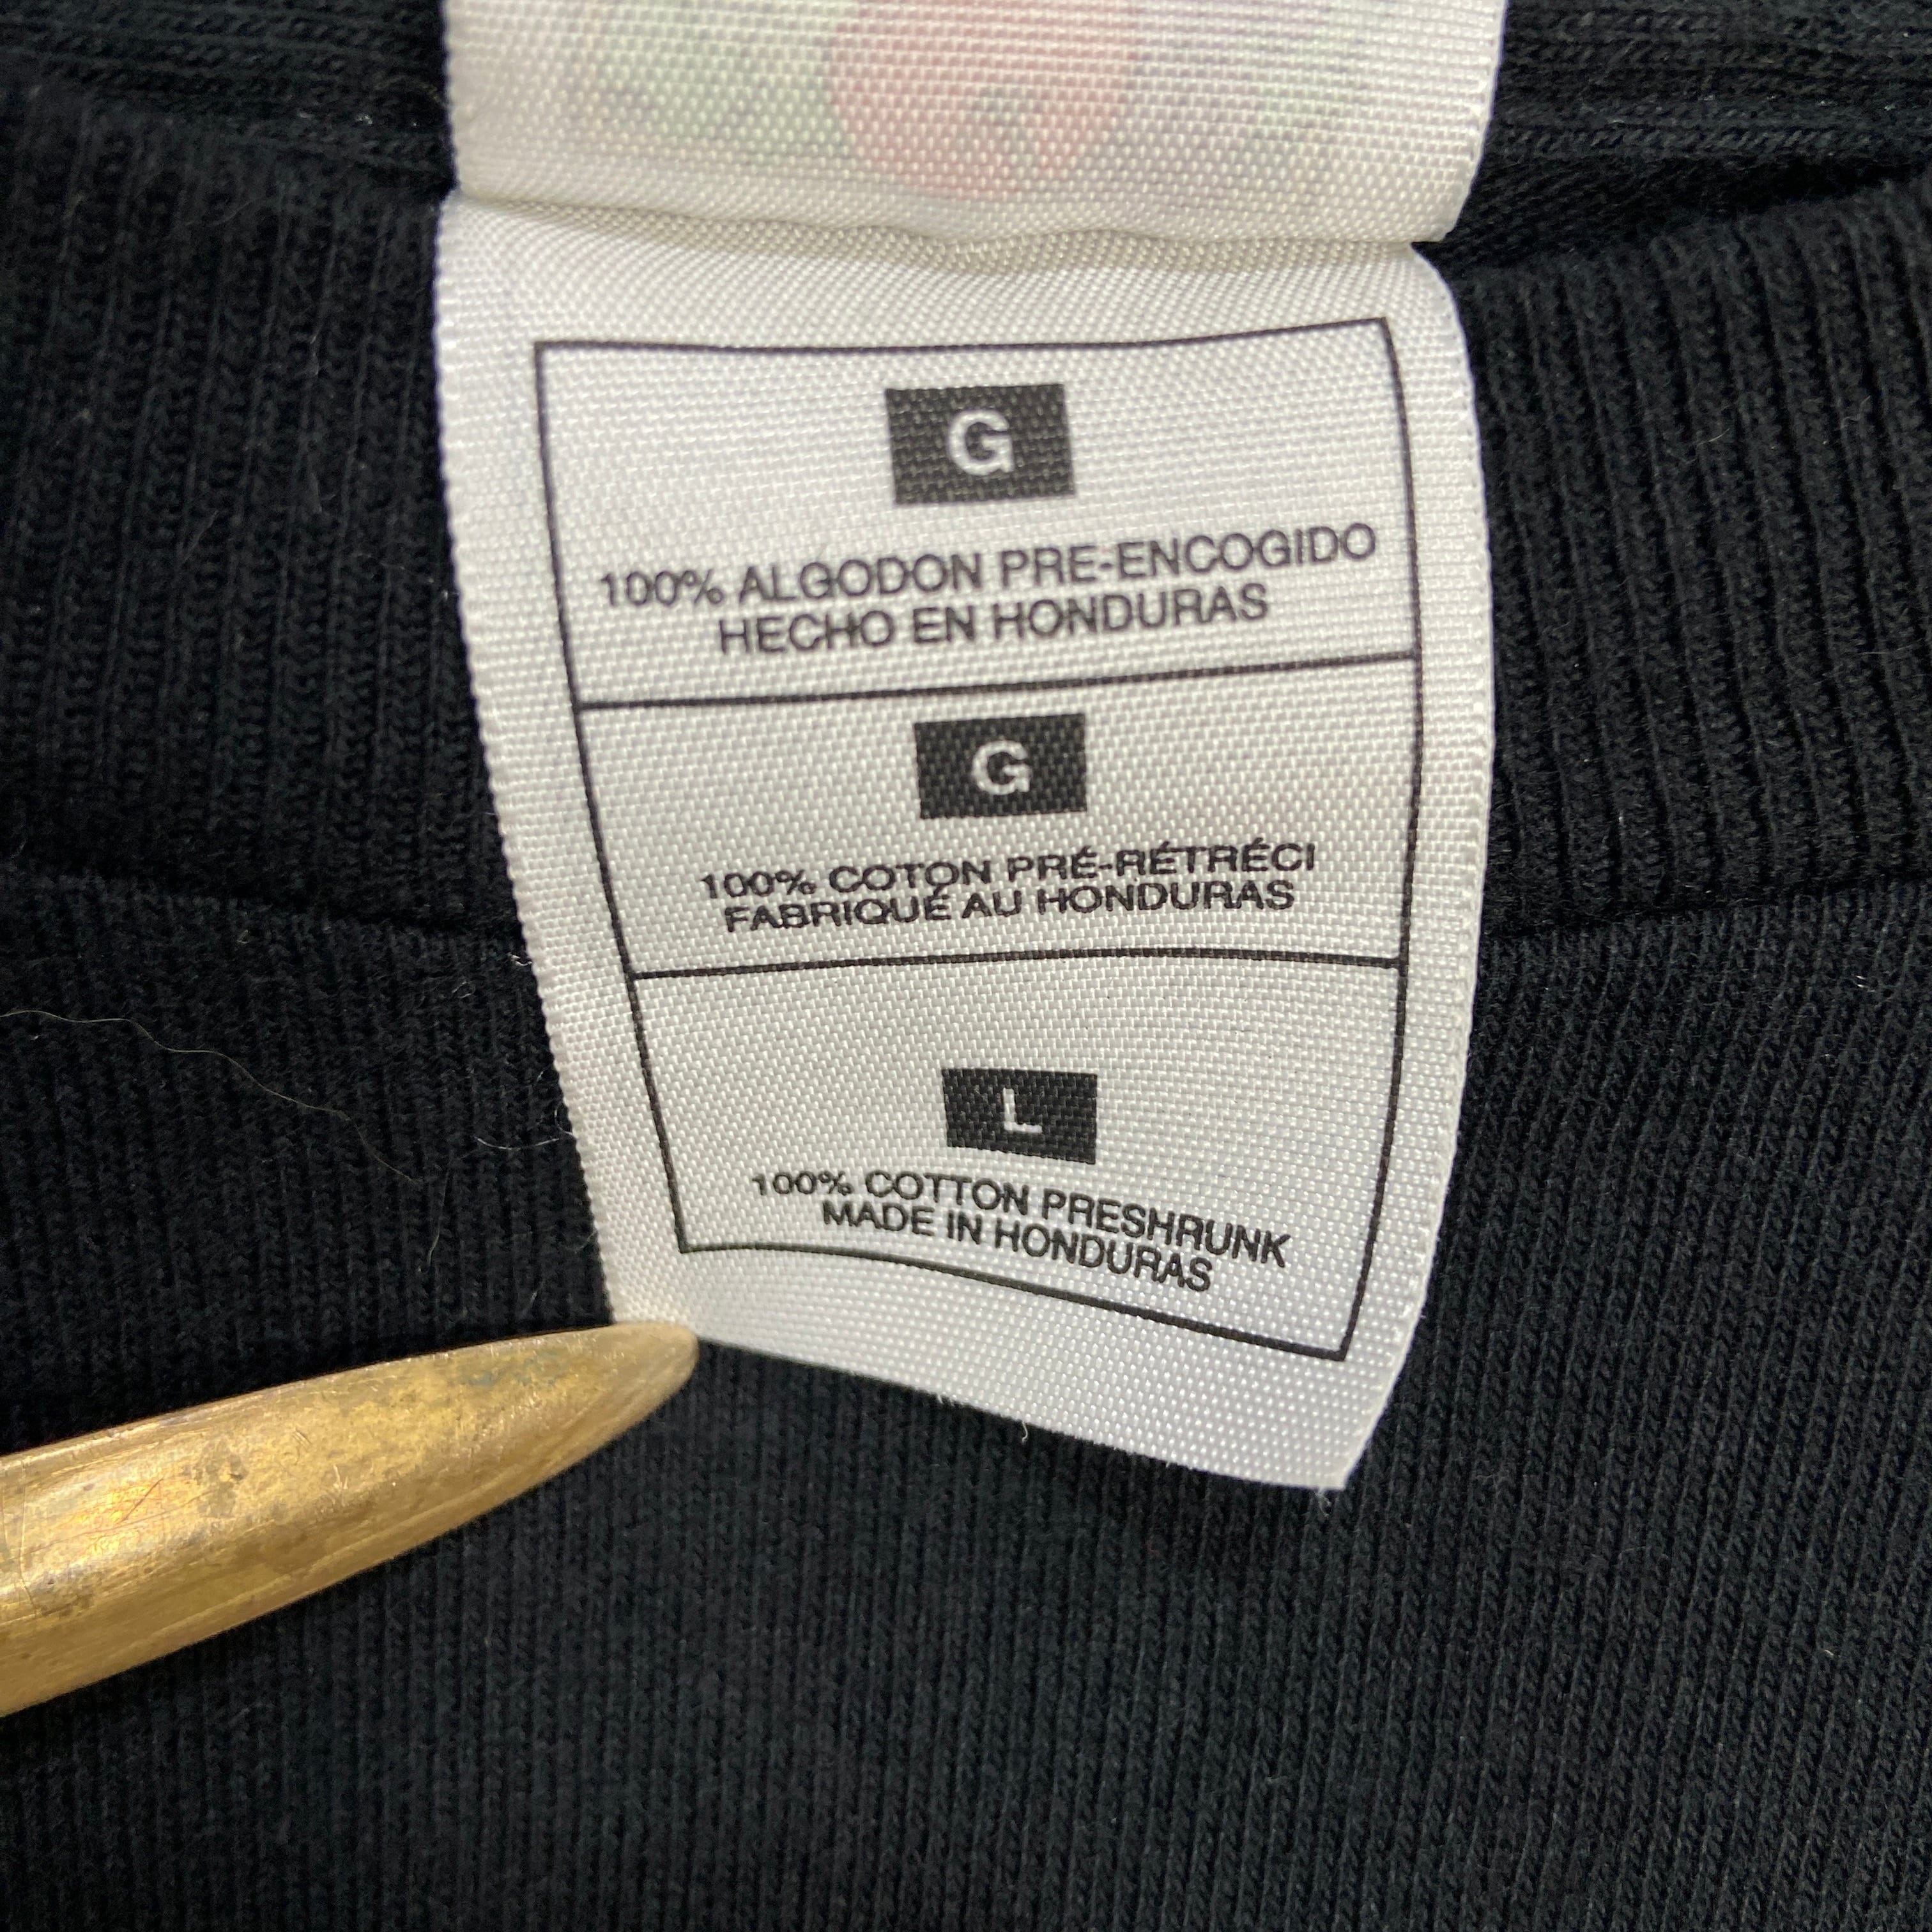 G
100% ALGODON PRE-ENCOGIDO
HECHO EN HONDURAS
G
100% COTON PRÉ-RÉTRÉCI
FABRIQUÉ AU HONDURAS
L
100% COTTON PRESHRUNK
MADE IN HONDURAS